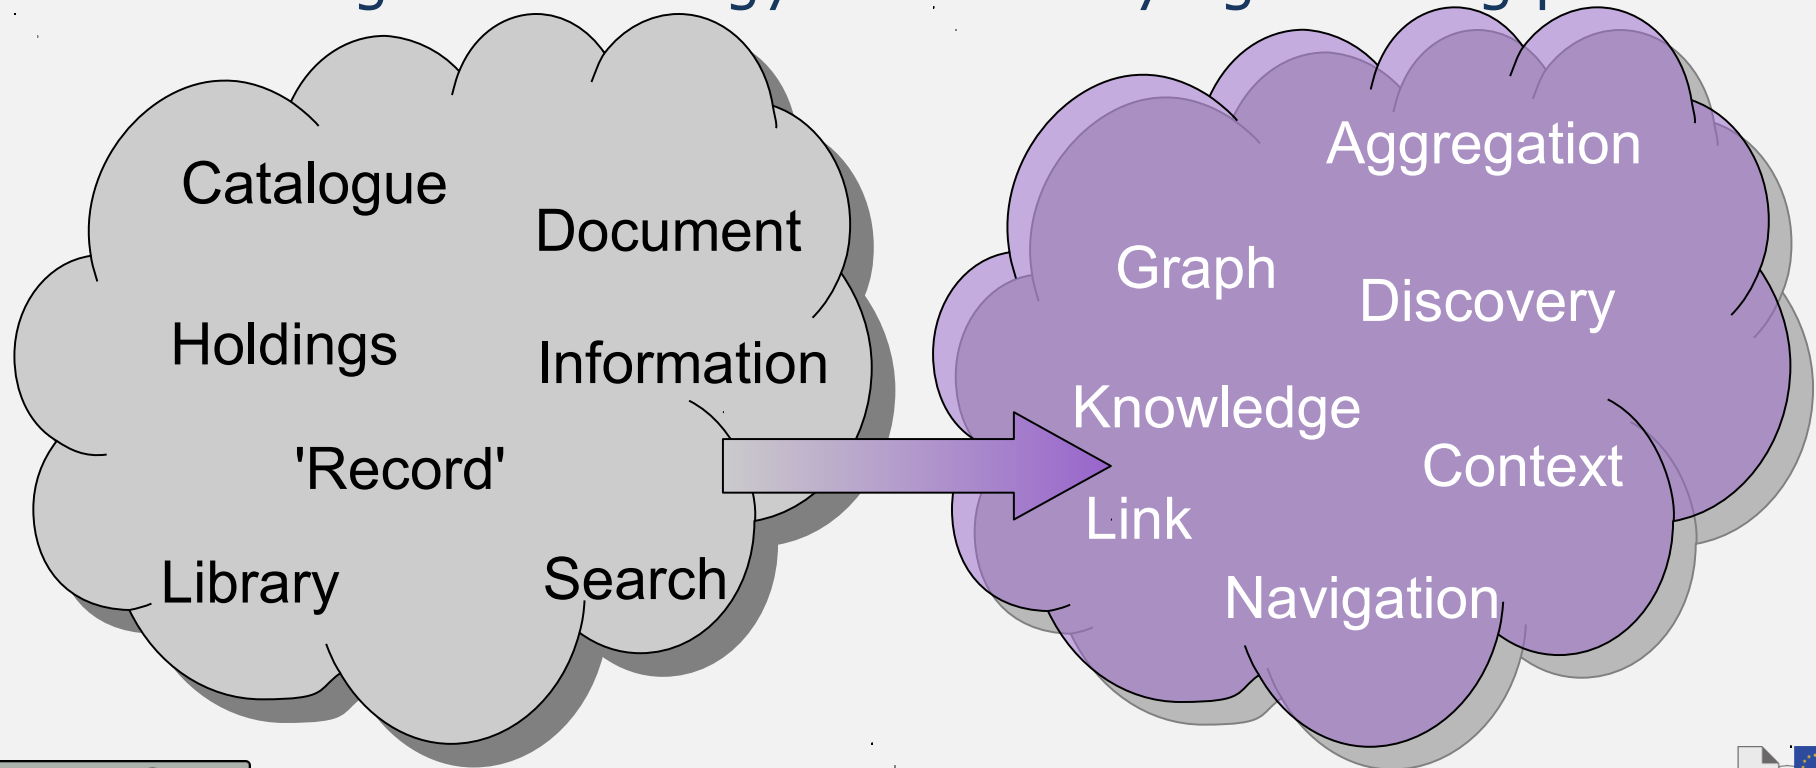 Catalogue
Document
Holdings
Information
'Record'
Library
Search
Aggregation
Graph
Discovery
Knowledge
Context
Link
Navigation